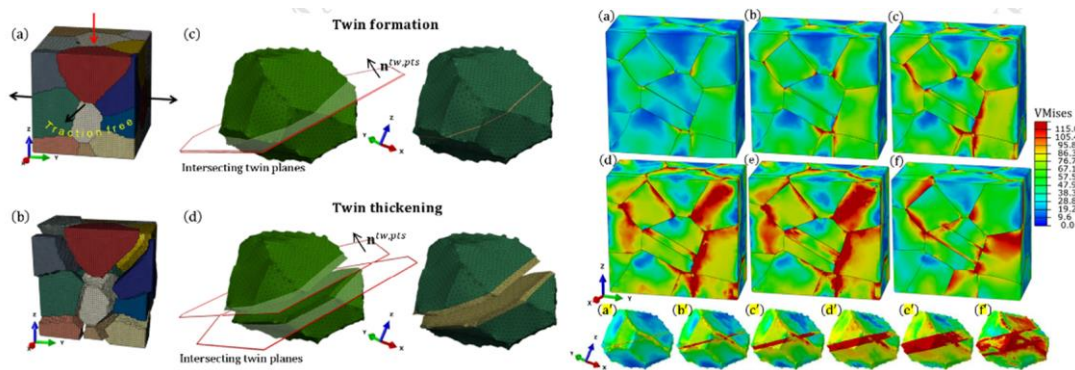 Twin formation
(a)
(c)
n^tw,pts
Traction free
Z
X
Y
Intersecting twin planes
X
Twin thickening
(b)
(d)
n^tw,pts
Z
X
Y
Intersecting twin planes
X
(a)
(b)
(c)
VMises
115.0
105.4
86.3
76.7
67.1
57.5
47.9
38.8
28.8
19.2
9.6
0.0
(d)
(e)
(f)
Z
X
Y
(a')
(b')
(c')
(d')
(e')
(f')